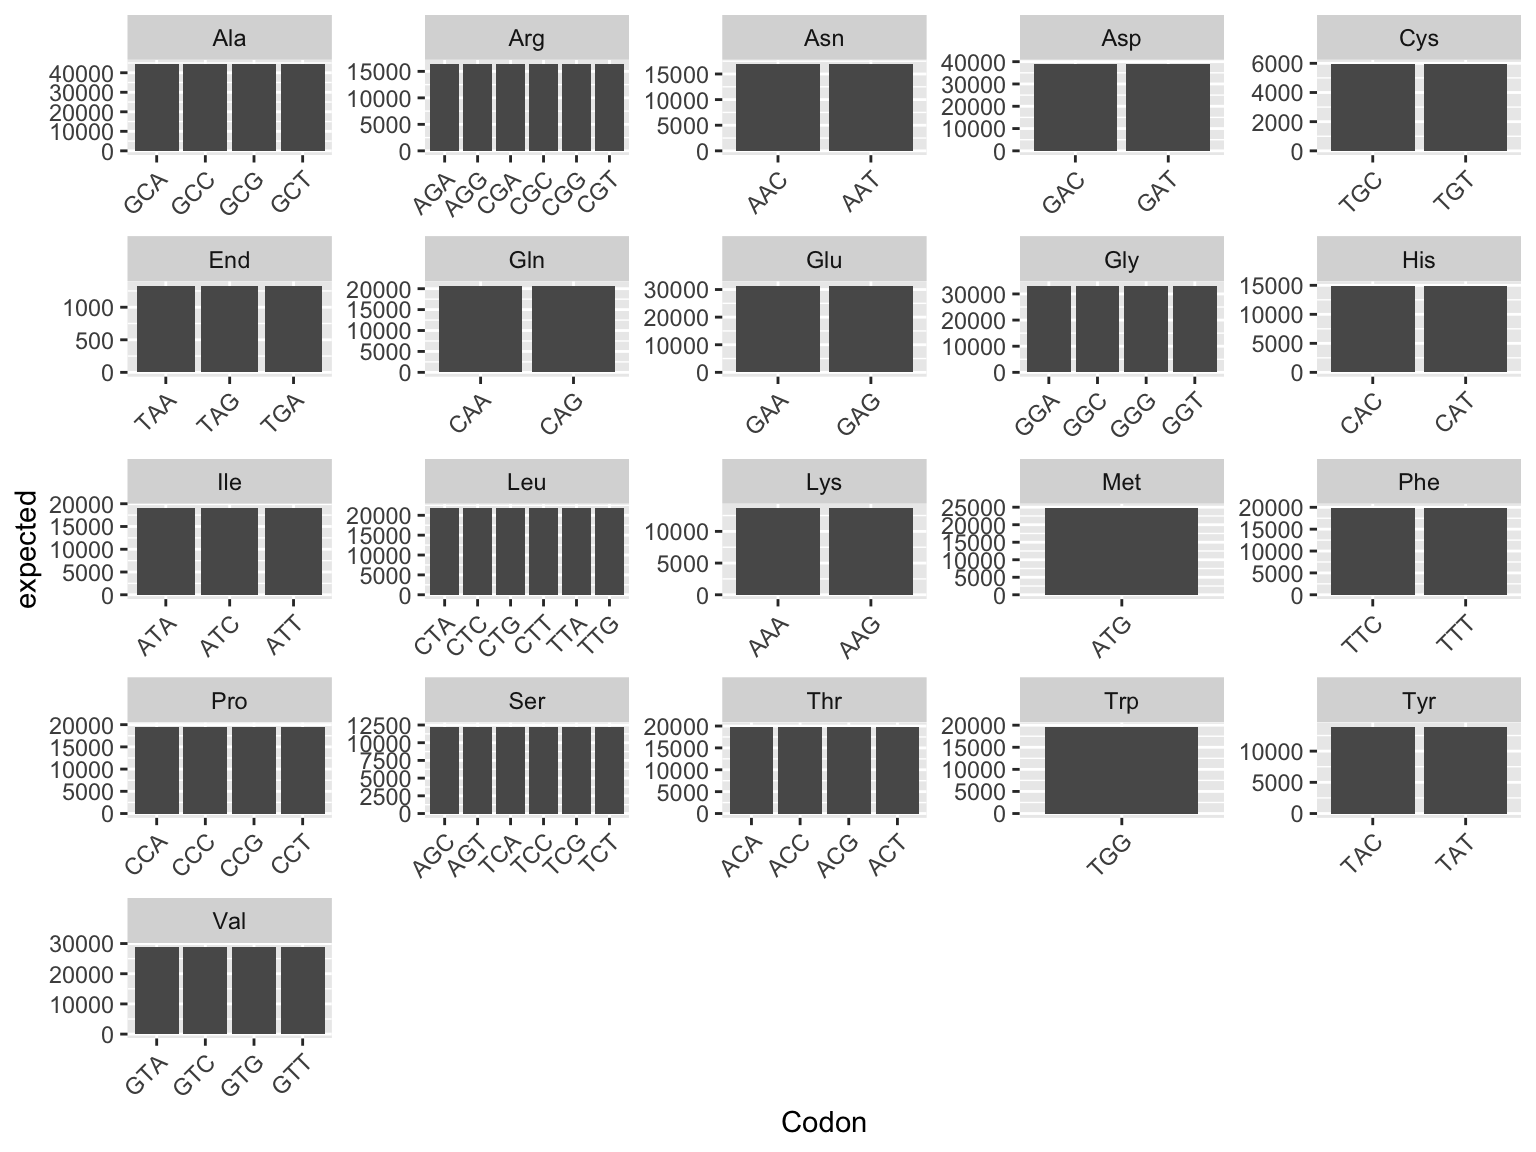 Ala Arg Asn Asp Cys
40000 30000 20000 10000 0
15000 10000 5000 0
15000 10000 5000 0
40000 30000 20000 10000 0
6000 4000 2000 0
GCA GCC GCG GCT
AGA AGG CGA CGC CGG CGT
AAC AAT
GAC GAT
TGC TGT
End Gln Glu Gly His
1000 500 0
20000 15000 10000 5000 0
30000 20000 10000 0
30000 20000 10000 0
15000 10000 5000 0
TAA TAG TGA
CAA CAG
GAA GAG
GGA GGC GGG GGT
CAC CAT
expected
Ile Leu Lys Met Phe
20000 15000 10000 5000 0
20000 15000 10000 5000 0
10000 5000 0
25000 20000 15000 10000 5000 0
20000 15000 10000 5000 0
ATA ATC ATT
CTA CTC CTG CTT TTA TTG
AAA AAG
ATG
TTC TTT
Pro Ser Thr Trp Tyr
20000 15000 10000 5000 0
12500 10000 7500 5000 2500 0
20000 15000 10000 5000 0
20000 15000 10000 5000 0
10000 5000 0
CCA CCC CCG CCT
AGC AGT TCA TCC TCG TCT
ACA ACC ACG ACT
TGG
TAC TAT
Val
30000 20000 10000 0
GTA GTC GTG GTT
Codon